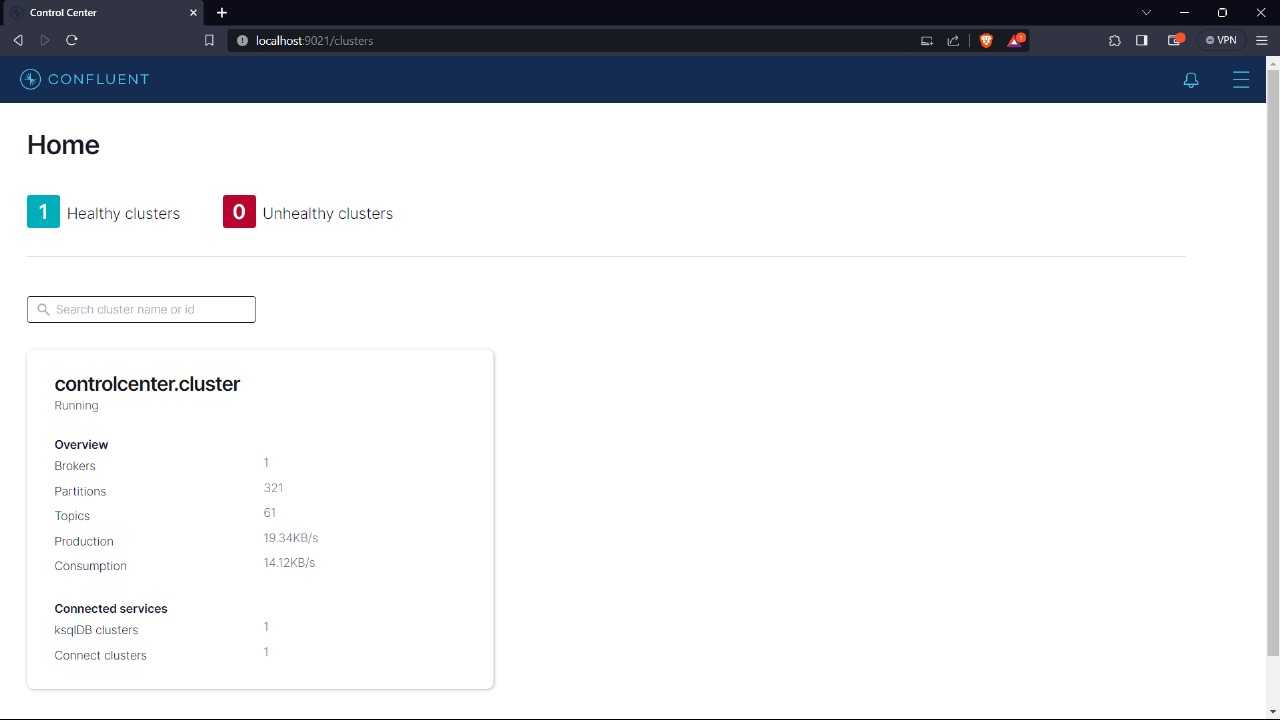 Control Center
localhost:9021/clusters
1
VPN
CONFLUENT
Home
1 Healthy clusters 0 Unhealthy clusters
Search cluster name or id
controlcenter.cluster
Running
Overview
Brokers 1
Partitions 321
Topics 61
Production 19.34KB/s
Consumption 14.12KB/s
Connected services
ksqlDB clusters 1
Connect clusters 1